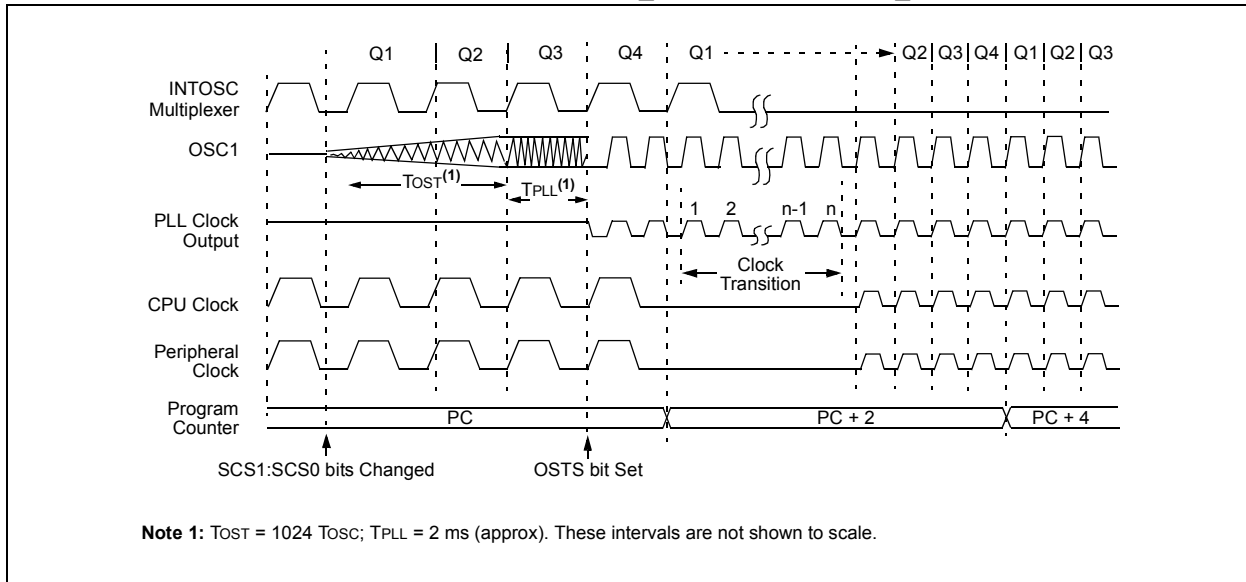 Q1 Q2 Q3 Q4 Q1 Q2 Q3 Q4 Q1 Q2 Q3
INTOSC
Multiplexer
OSC1
TOST(1)
TPLL(1)
1 2 n-1 n
PLL Clock
Output
Clock
Transition
CPU Clock
Peripheral
Clock
Program
Counter
PC PC + 2 PC + 4
SCS1:SCS0 bits Changed OSTS bit Set
Note 1: TOST = 1024 TOSC; TPLL = 2 ms (approx). These intervals are not shown to scale.